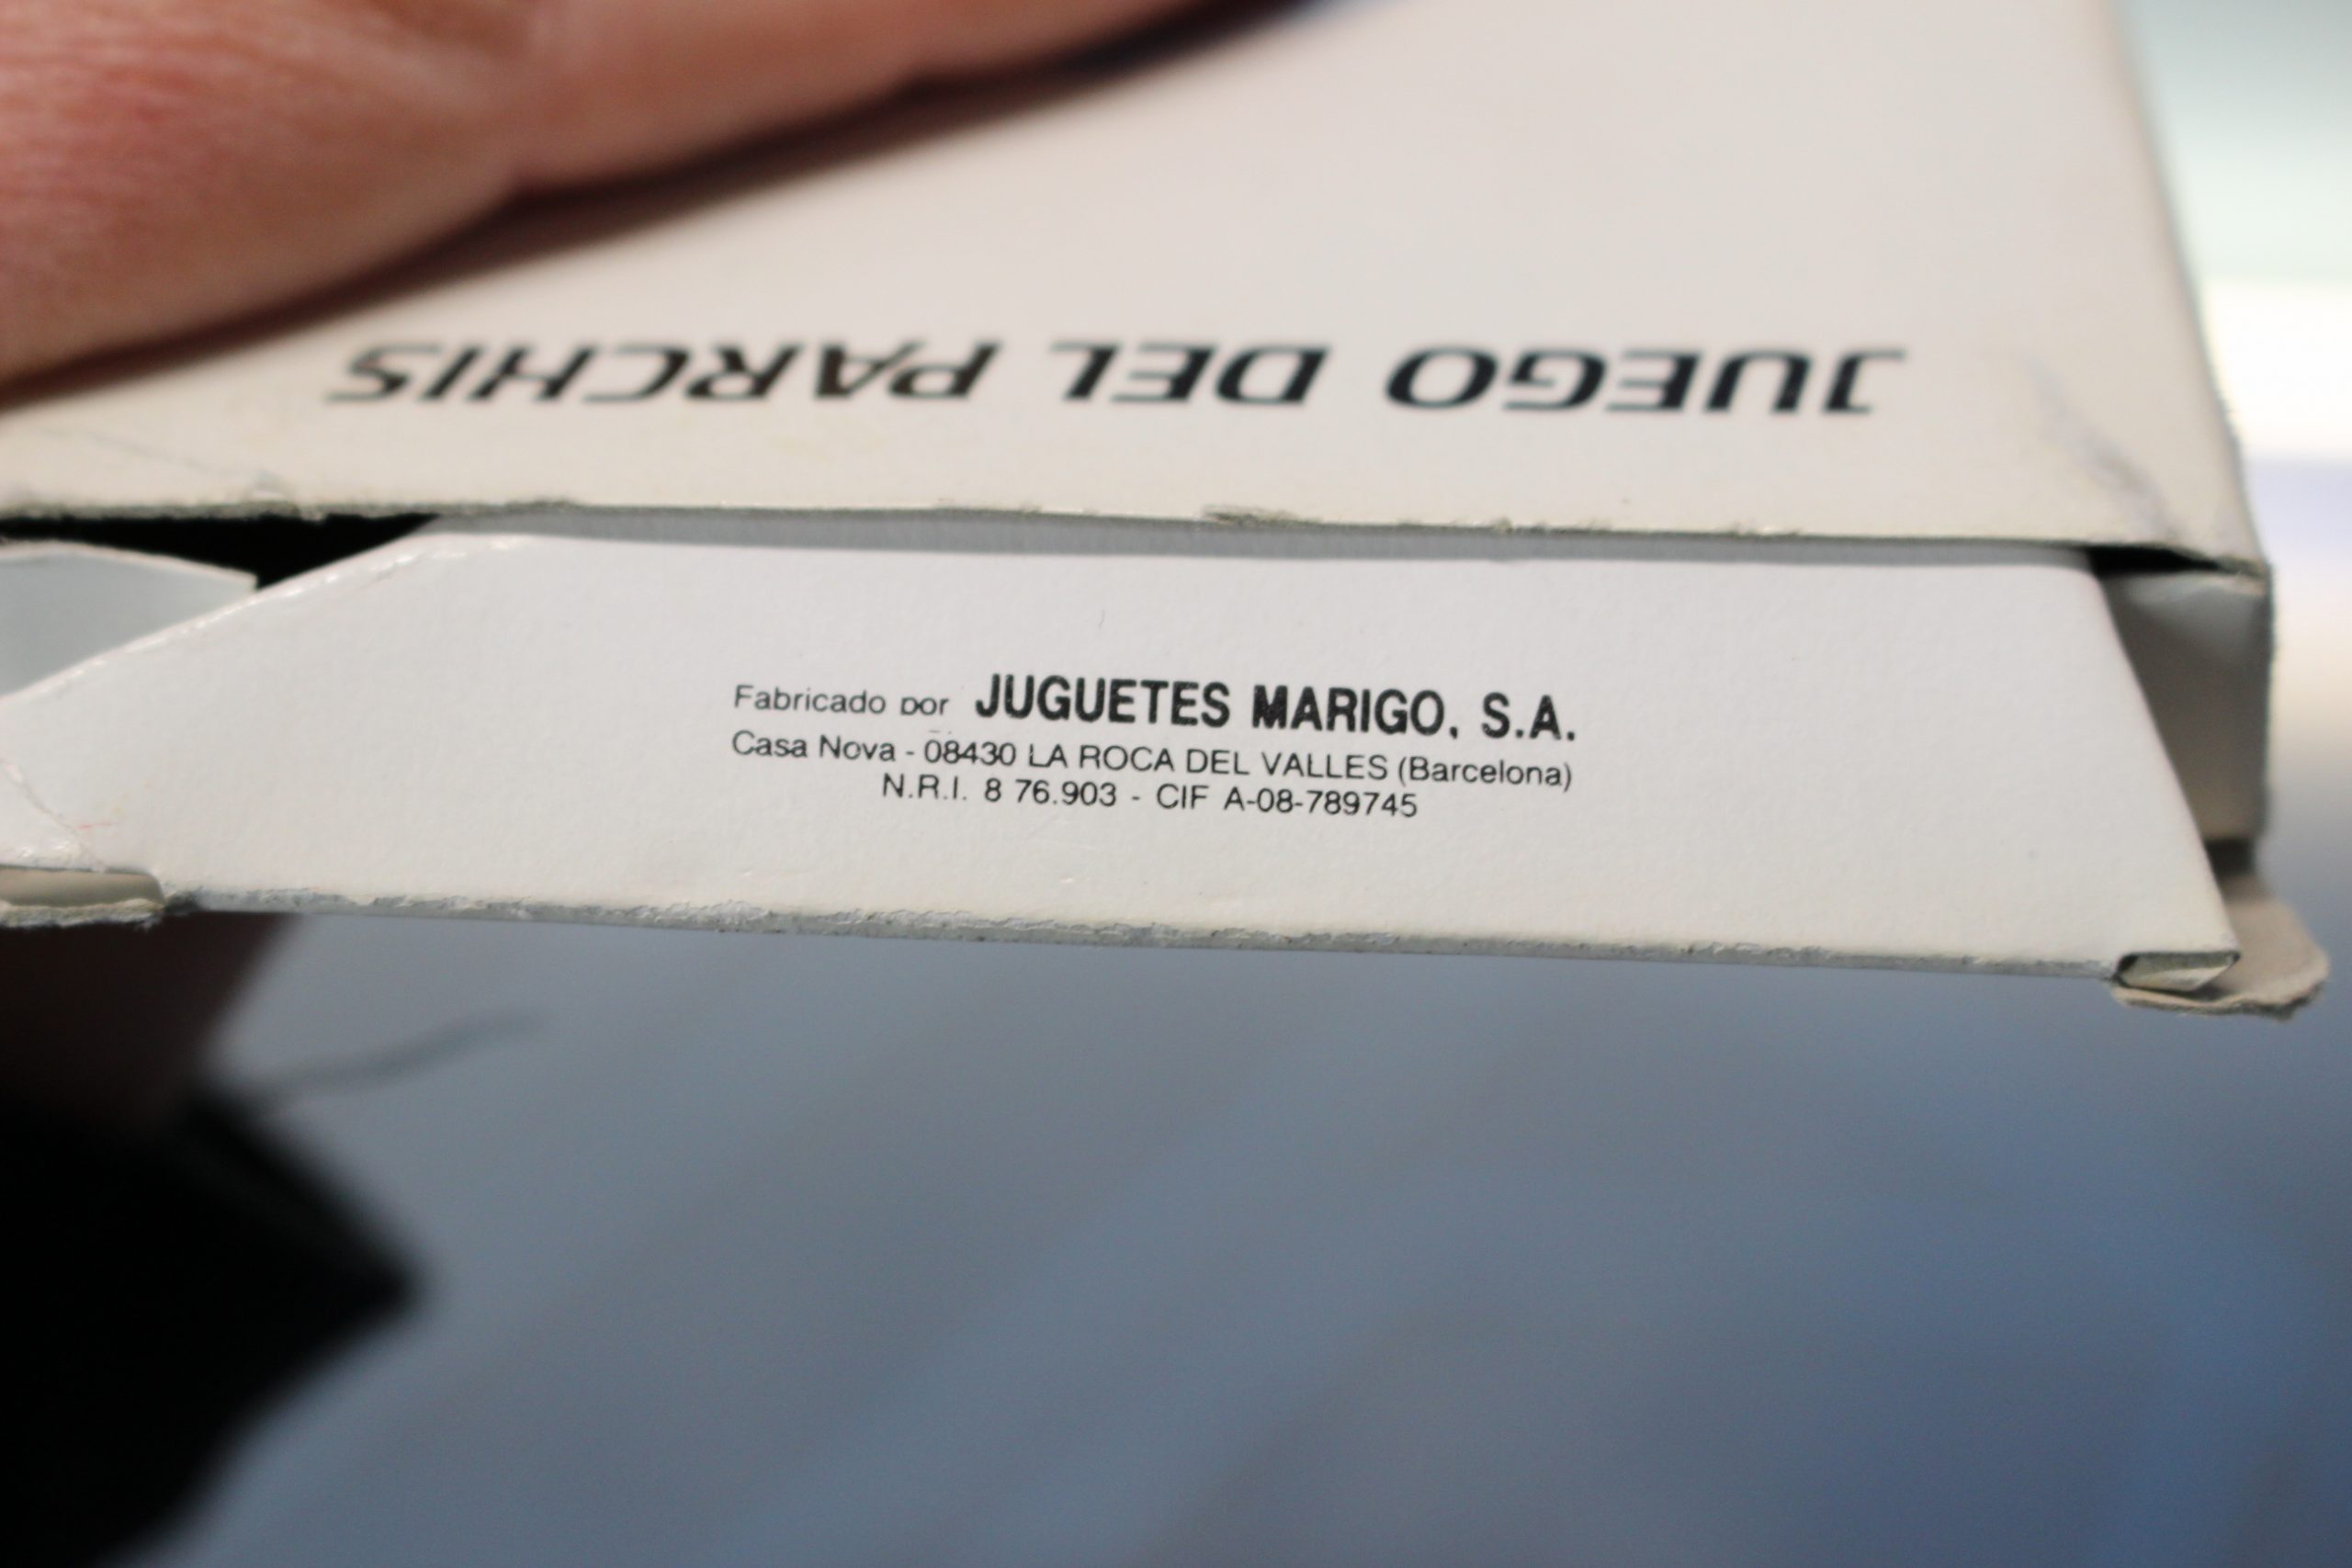 JUEGO DEL PARCHIS
Fabricado por JUGUETES MARIGO, S.A.
Casa Nova - 08430 LA ROCA DEL VALLES (Barcelona)
N.R.I. 8 76.903 - CIF A-08-789745